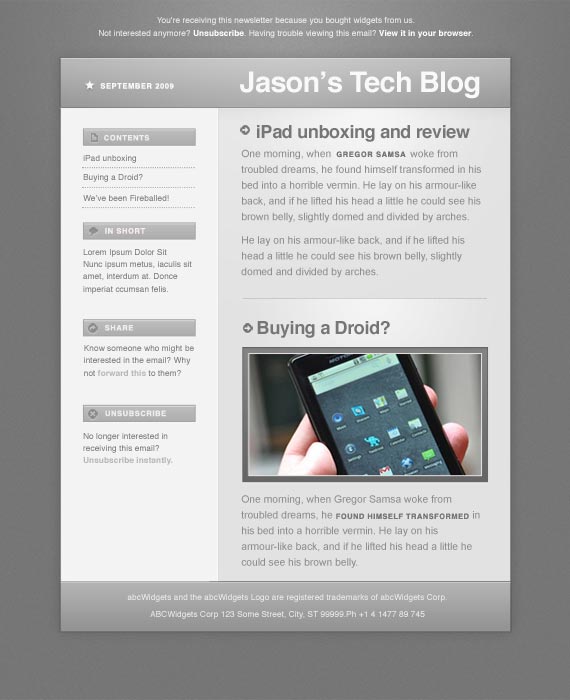 You're receiving this newsletter because you bought widgets from us.
Not interested anymore? Unsubscribe. Having trouble viewing this email? View it in your browser.
SEPTEMBER 2009
Jason's Tech Blog
CONTENTS
iPad unboxing
Buying a Droid?
We've been Fireballed!
IN SHORT
Lorem Ipsum Dolor Sit
Nunc ipsum metus, iaculis sit
amet, interdum at. Donce
imperiat ccumsan felis.
SHARE
Know someone who might be
interested in the email? Why
not forward this to them?
UNSUBSCRIBE
No longer interested in
receiving this email?
Unsubscribe instantly.
iPad unboxing and review
One morning, when GREGOR SAMSA woke from
troubled dreams, he found himself transformed in his
bed into a horrible vermin. He lay on his armour-like
back, and if he lifted his head a little he could see his
brown belly, slightly domed and divided by arches.
He lay on his armour-like back, and if he lifted his
head a little he could see his brown belly, slightly
domed and divided by arches.
Buying a Droid?
One morning, when Gregor Samsa woke from
troubled dreams, he FOUND HIMSELF TRANSFORMED in
his bed into a horrible vermin. He lay on his
armour-like back, and if he lifted his head a little he
could see his brown belly.
abcWidgets and the abcWidgets Logo are registered trademarks of abcWidgets Corp.
ABCWidgets Corp 123 Some Street, City, ST 99999.Ph +1 4 1477 89 745